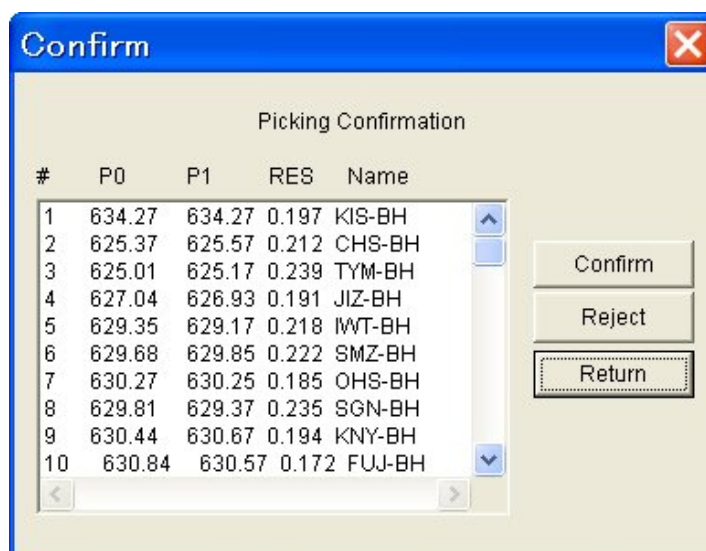 Confirm
Picking Confirmation
# P0 P1 RES Name
1 634.27 634.27 0.197 KIS-BH
2 625.37 625.57 0.212 CHS-BH
3 625.01 625.17 0.239 TYM-BH
4 627.04 626.93 0.191 JIZ-BH
5 629.35 629.17 0.218 IWT-BH
6 629.68 629.85 0.222 SMZ-BH
7 630.27 630.25 0.185 OHS-BH
8 629.81 629.37 0.235 SGN-BH
9 630.44 630.67 0.194 KNY-BH
10 630.84 630.57 0.172 FUJ-BH
Confirm
Reject
Return